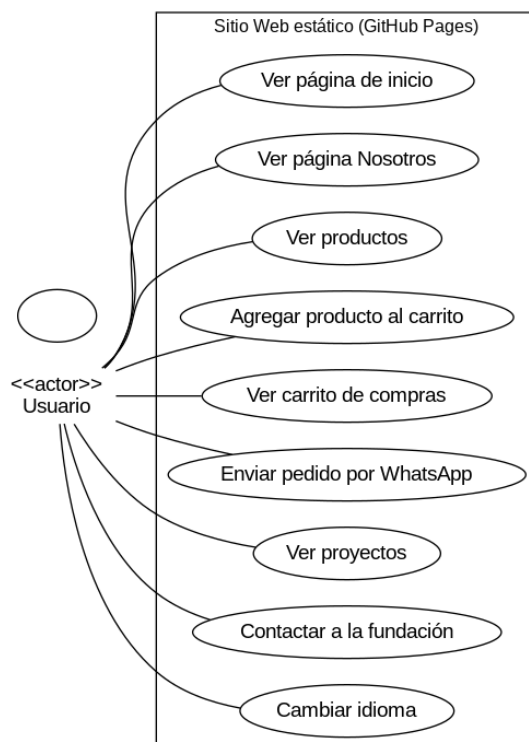 Sitio Web estático (GitHub Pages)
Ver página de inicio
Ver página Nosotros
Ver productos
Agregar producto al carrito
<<actor>>
Usuario
Ver carrito de compras
Enviar pedido por WhatsApp
Ver proyectos
Contactar a la fundación
Cambiar idioma